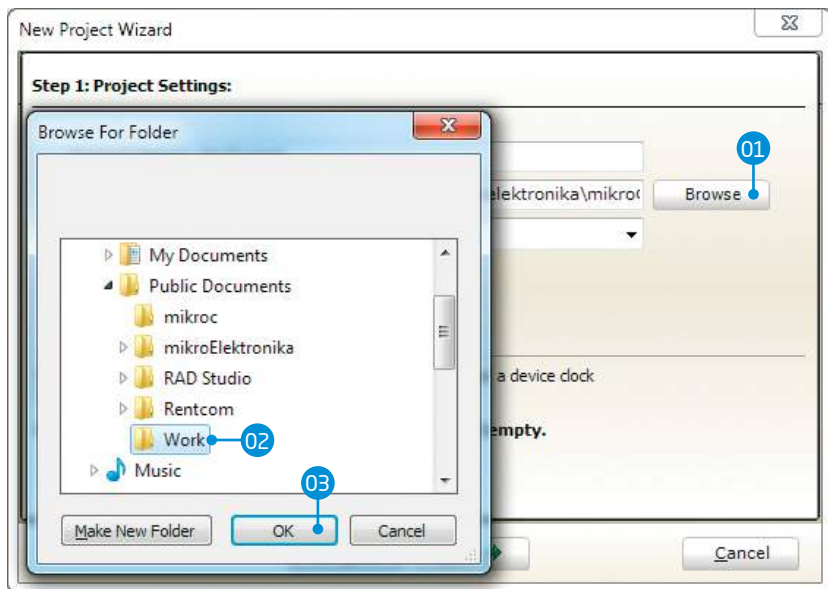 New Project Wizard
Step 1: Project Settings:
Browse For Folder
01
elektronika\mikro
Browse
My Documents
Public Documents
mikroc
mikroElektronika
RAD Studio
a device clock
Rentcom
empty.
Work
02
Music
03
Make New Folder
OK
Cancel
Cancel